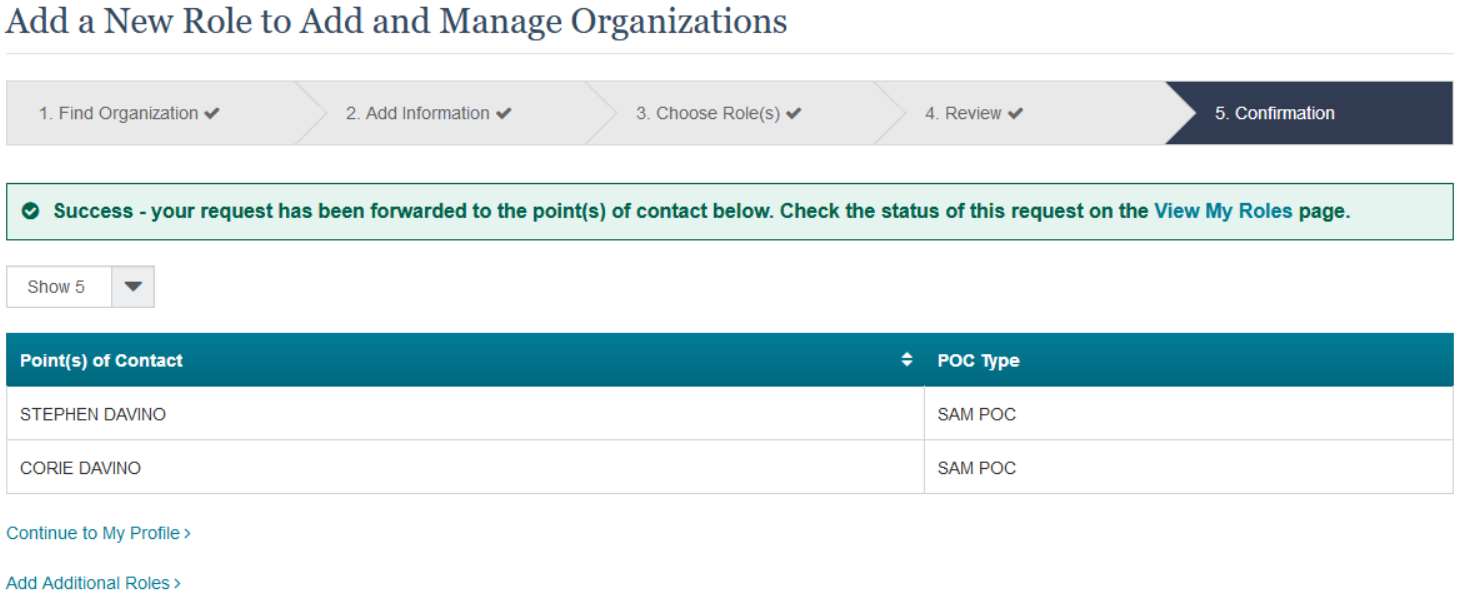 Add a New Role to Add and Manage Organizations
1. Find Organization ✔
2. Add Information ✔
3. Choose Role(s) ✔
4. Review ✔
5. Confirmation
Success - your request has been forwarded to the point(s) of contact below. Check the status of this request on the View My Roles page.
Show 5
Point(s) of Contact
POC Type
STEPHEN DAVINO
SAM POC
CORIE DAVINO
SAM POC
Continue to My Profile >
Add Additional Roles >